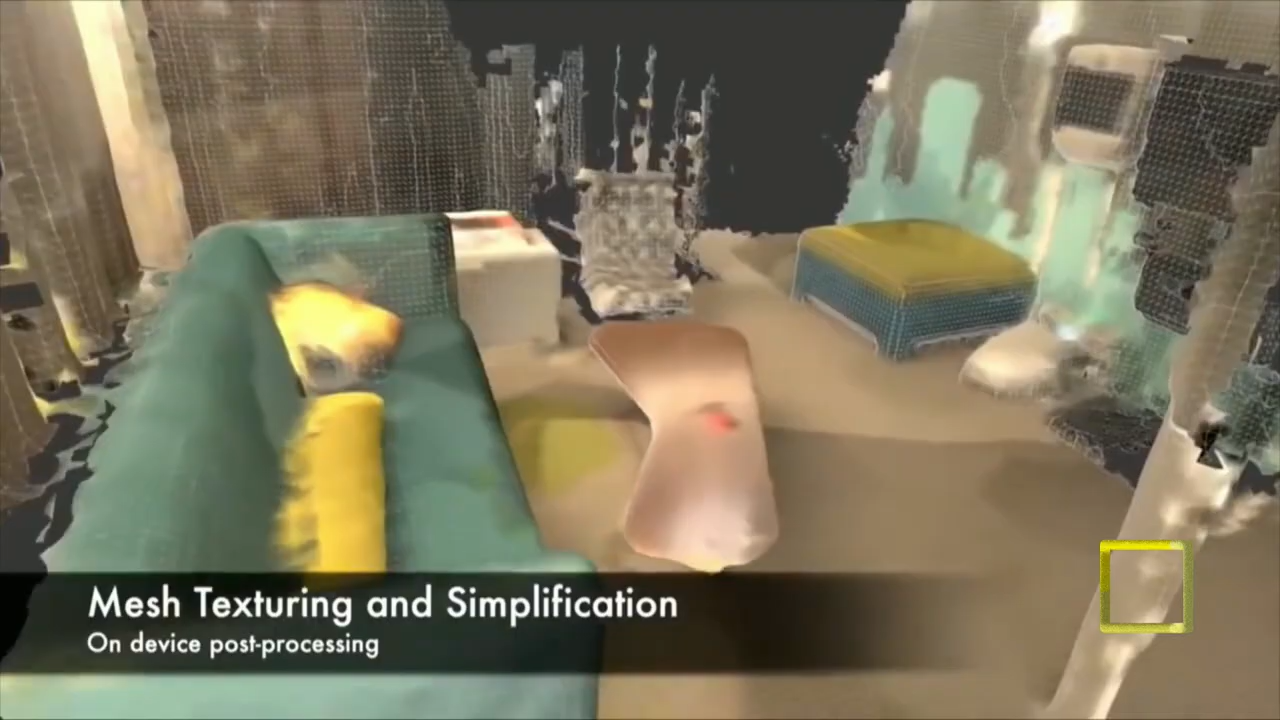 Mesh Texturing and Simplification
On device post-processing